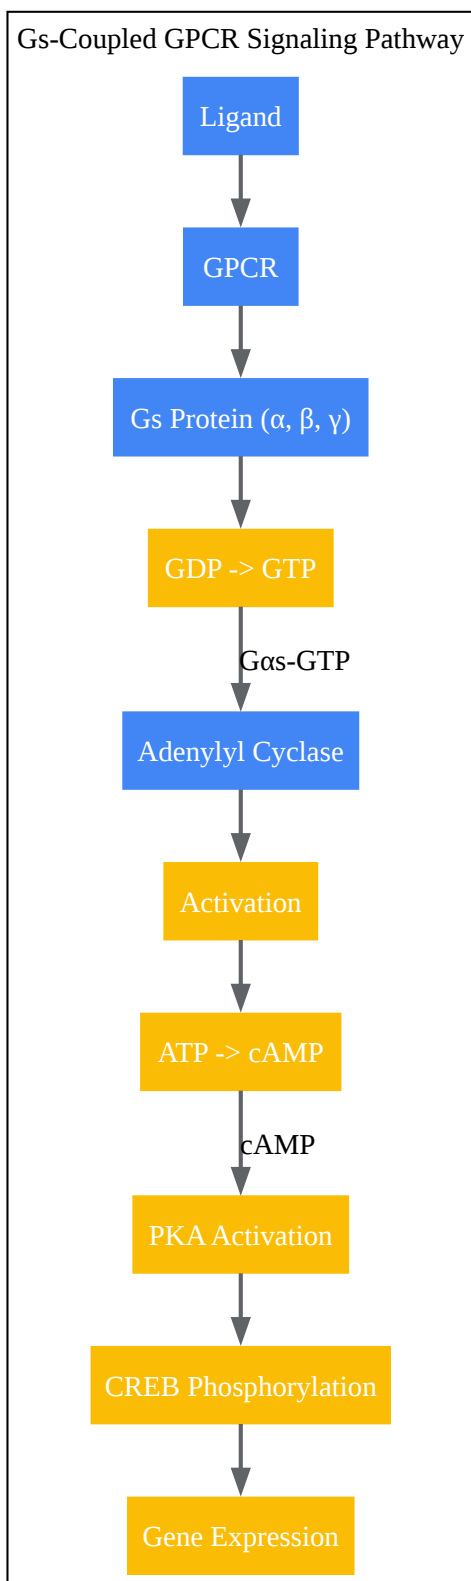 Gs-Coupled GPCR Signaling Pathway
Ligand
GPCR
Gs Protein (α, β, γ)
GDP -> GTP
Gαs-GTP
Adenylyl Cyclase
Activation
ATP -> cAMP
cAMP
PKA Activation
CREB Phosphorylation
Gene Expression